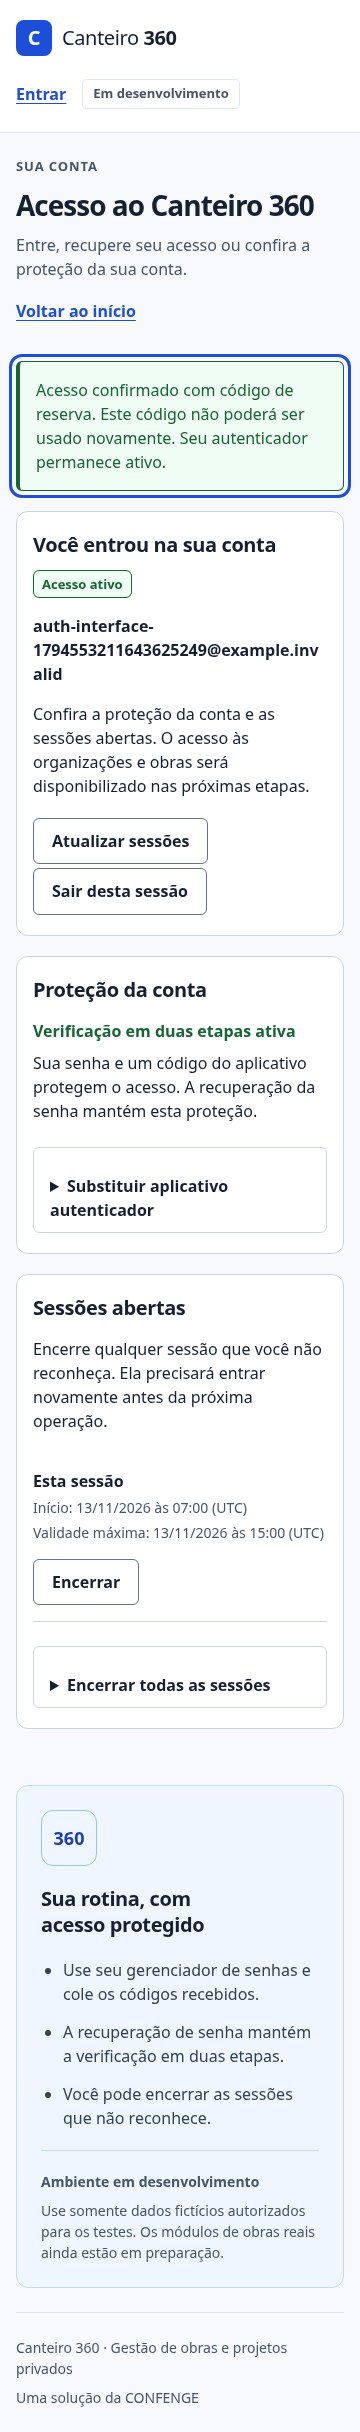 C Canteiro 360
Entrar Em desenvolvimento
SUA CONTA
Acesso ao Canteiro 360
Entre, recupere seu acesso ou confira a
proteção da sua conta.
Voltar ao início
Acesso confirmado com código de
reserva. Este código não poderá ser
usado novamente. Seu autenticador
permanece ativo.
Você entrou na sua conta
Acesso ativo
auth-interface-
1794553211643625249@example.inv
alid
Confira a proteção da conta e as
sessões abertas. O acesso às
organizações e obras será
disponibilizado nas próximas etapas.
Atualizar sessões
Sair desta sessão
Proteção da conta
Verificação em duas etapas ativa
Sua senha e um código do aplicativo
protegem o acesso. A recuperação da
senha mantém esta proteção.
Substituir aplicativo
autenticador
Sessões abertas
Encerre qualquer sessão que você não
reconheça. Ela precisará entrar
novamente antes da próxima
operação.
Esta sessão
Início: 13/11/2026 às 07:00 (UTC)
Validade máxima: 13/11/2026 às 15:00 (UTC)
Encerrar
Encerrar todas as sessões
360
Sua rotina, com
acesso protegido
Use seu gerenciador de senhas e
cole os códigos recebidos.
A recuperação de senha mantém
a verificação em duas etapas.
Você pode encerrar as sessões
que não reconhece.
Ambiente em desenvolvimento
Use somente dados fictícios autorizados
para os testes. Os módulos de obras reais
ainda estão em preparação.
Canteiro 360 · Gestão de obras e projetos
privados
Uma solução da CONFENGE